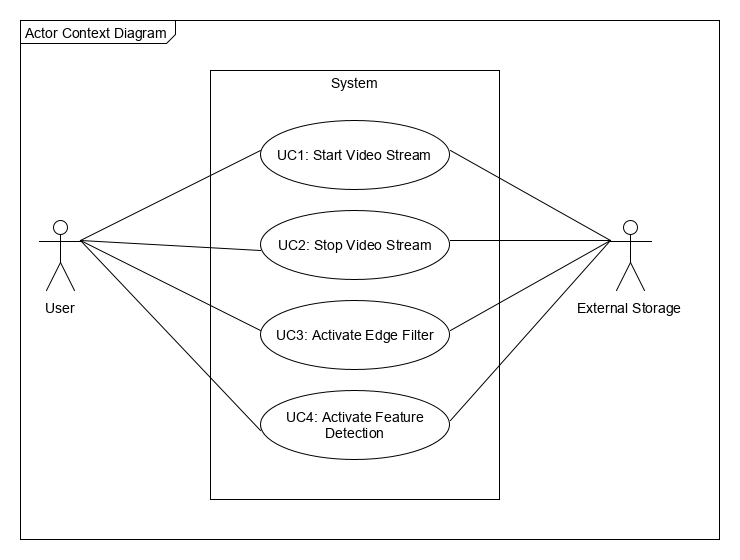 Actor Context Diagram
System
UC1: Start Video Stream
UC2: Stop Video Stream
User
External Storage
UC3: Activate Edge Filter
UC4: Activate Feature
Detection